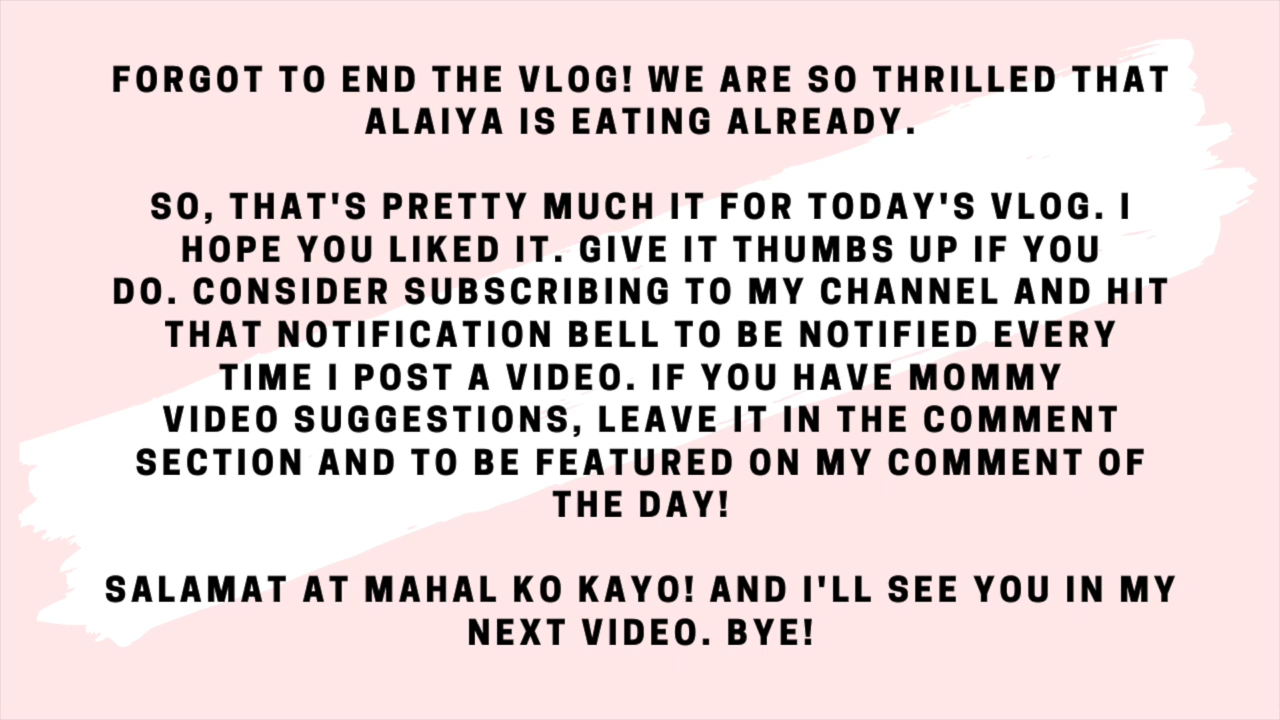 FORGOT TO END THE VLOG! WE ARE SO THRILLED THAT
ALAIYA IS EATING ALREADY.
SO, THAT'S PRETTY MUCH IT FOR TODAY'S VLOG. I
HOPE YOU LIKED IT. GIVE IT THUMBS UP IF YOU
DO. CONSIDER SUBSCRIBING TO MY CHANNEL AND HIT
THAT NOTIFICATION BELL TO BE NOTIFIED EVERY
TIME I POST A VIDEO. IF YOU HAVE MOMMY
VIDEO SUGGESTIONS, LEAVE IT IN THE COMMENT
SECTION AND TO BE FEATURED ON MY COMMENT OF
THE DAY!
SALAMAT AT MAHAL KO KAYO! AND I'LL SEE YOU IN MY
NEXT VIDEO. BYE!